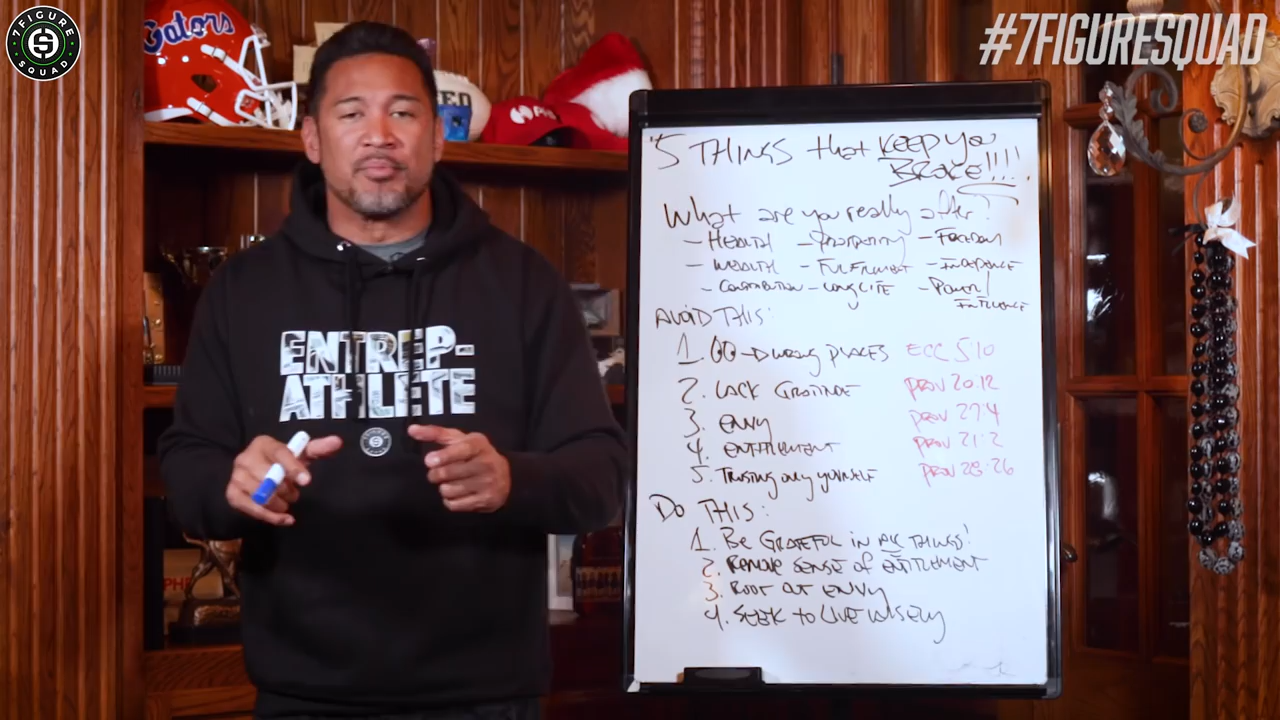 7FIGURE
SQUAD
#7FIGURESQUAD
Gators
ENTREP-
ATHLETE
5 THINGS that KEEP YOU
BROKE!!!!
What are you really after?
- HEALTH - PROSPERITY - FREEDOM
- WEALTH - FULFILLMENT
- CONTRIBUTION - LONG LIFE - POWER/
INFLUENCE
AVOID THIS:
1. WRONG PLACES ECC 5:10
2. LACK GRATITUDE PROV 20:12
3. ENVY PROV 27:4
4. ENTITLEMENT PROV 21:2
5. TRUSTING only yourself PROV 28:26
DO THIS:
1. BE GRATEFUL IN ALL THINGS!
2. REMOVE SENSE OF ENTITLEMENT
3. ROOT OUT ENVY
4. SEEK TO LIVE WISELY